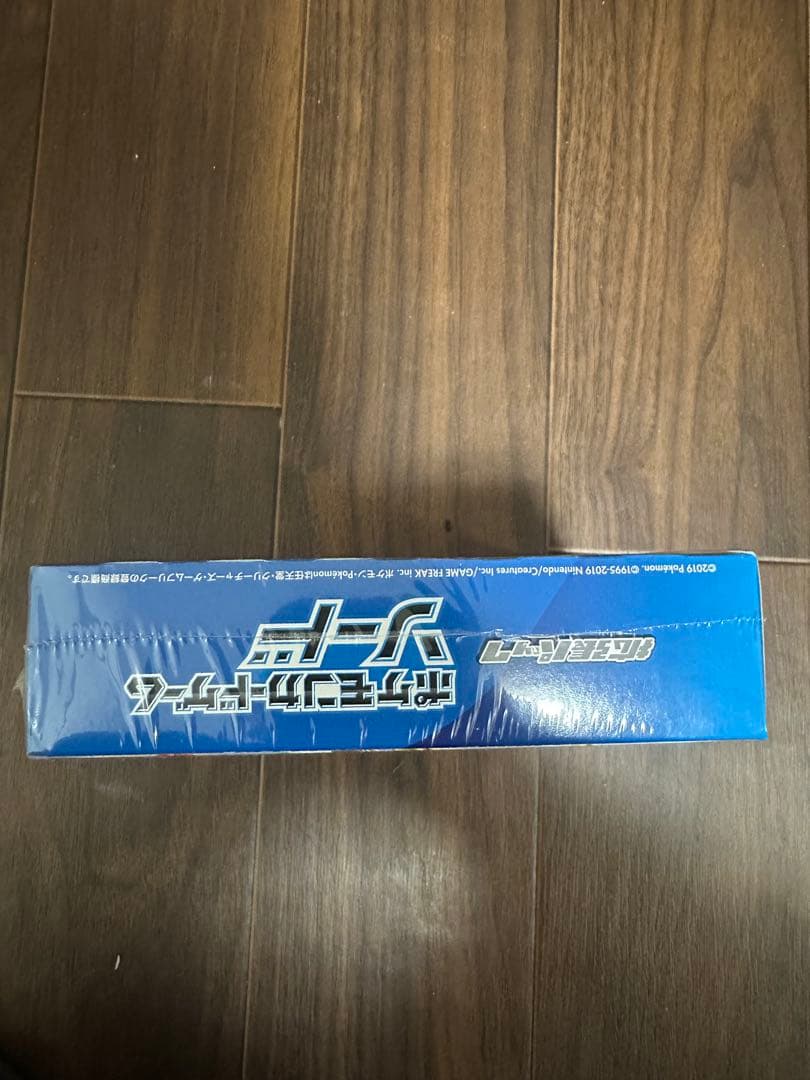 拡張パック
ポケモンカードゲーム
ソード
©2019 Pokémon. ©1995-2019 Nintendo/Creatures Inc./GAME FREAK inc. ポケモン・Pokémonは任天堂・クリーチャーズ・ゲームフリークの登録商標です。